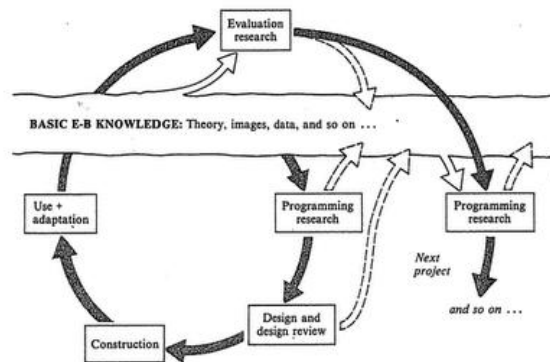 Evaluation
research
BASIC E-B KNOWLEDGE: Theory, images, data, and so on ...
Use +
adaptation
Programming
research
Programming
research
Next
project
Design and
design review
and so on ...
Construction